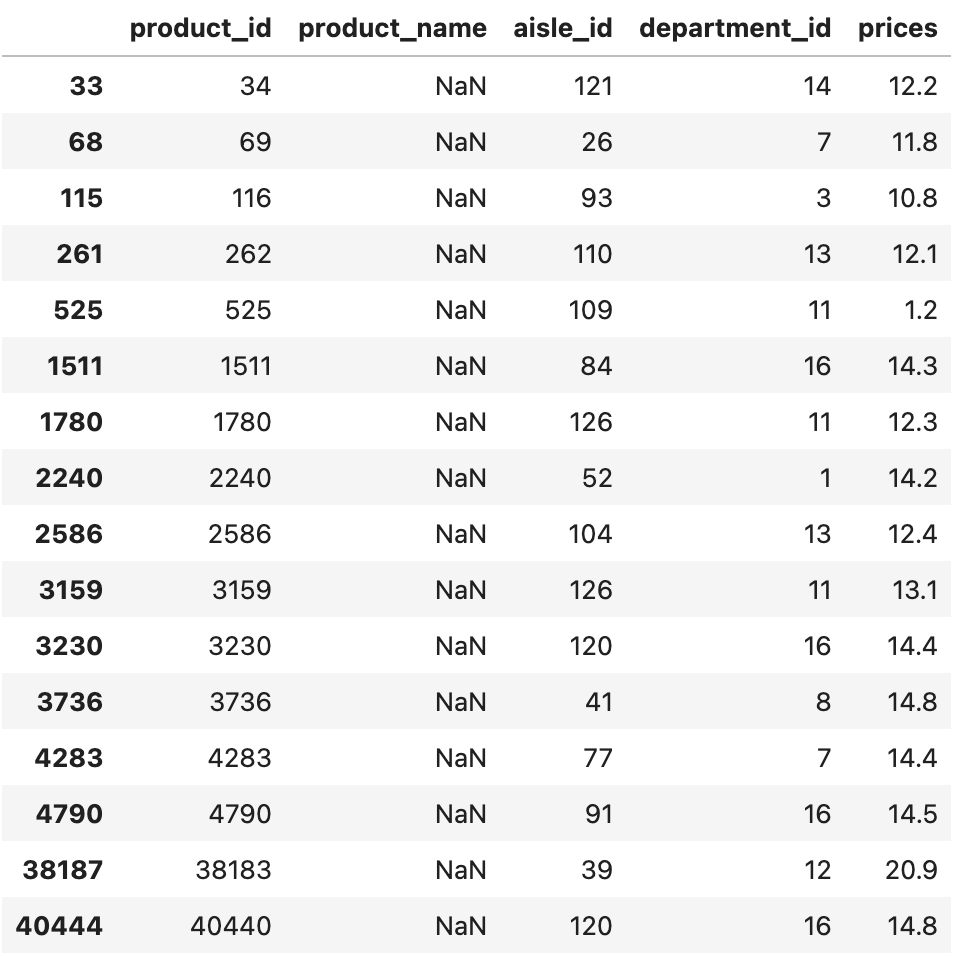 product_id product_name aisle_id department_id prices
33 34 NaN 121 14 12.2
68 69 NaN 26 7 11.8
115 116 NaN 93 3 10.8
261 262 NaN 110 13 12.1
525 525 NaN 109 11 1.2
1511 1511 NaN 84 16 14.3
1780 1780 NaN 126 11 12.3
2240 2240 NaN 52 1 14.2
2586 2586 NaN 104 13 12.4
3159 3159 NaN 126 11 13.1
3230 3230 NaN 120 16 14.4
3736 3736 NaN 41 8 14.8
4283 4283 NaN 77 7 14.4
4790 4790 NaN 91 16 14.5
38187 38183 NaN 39 12 20.9
40444 40440 NaN 120 16 14.8